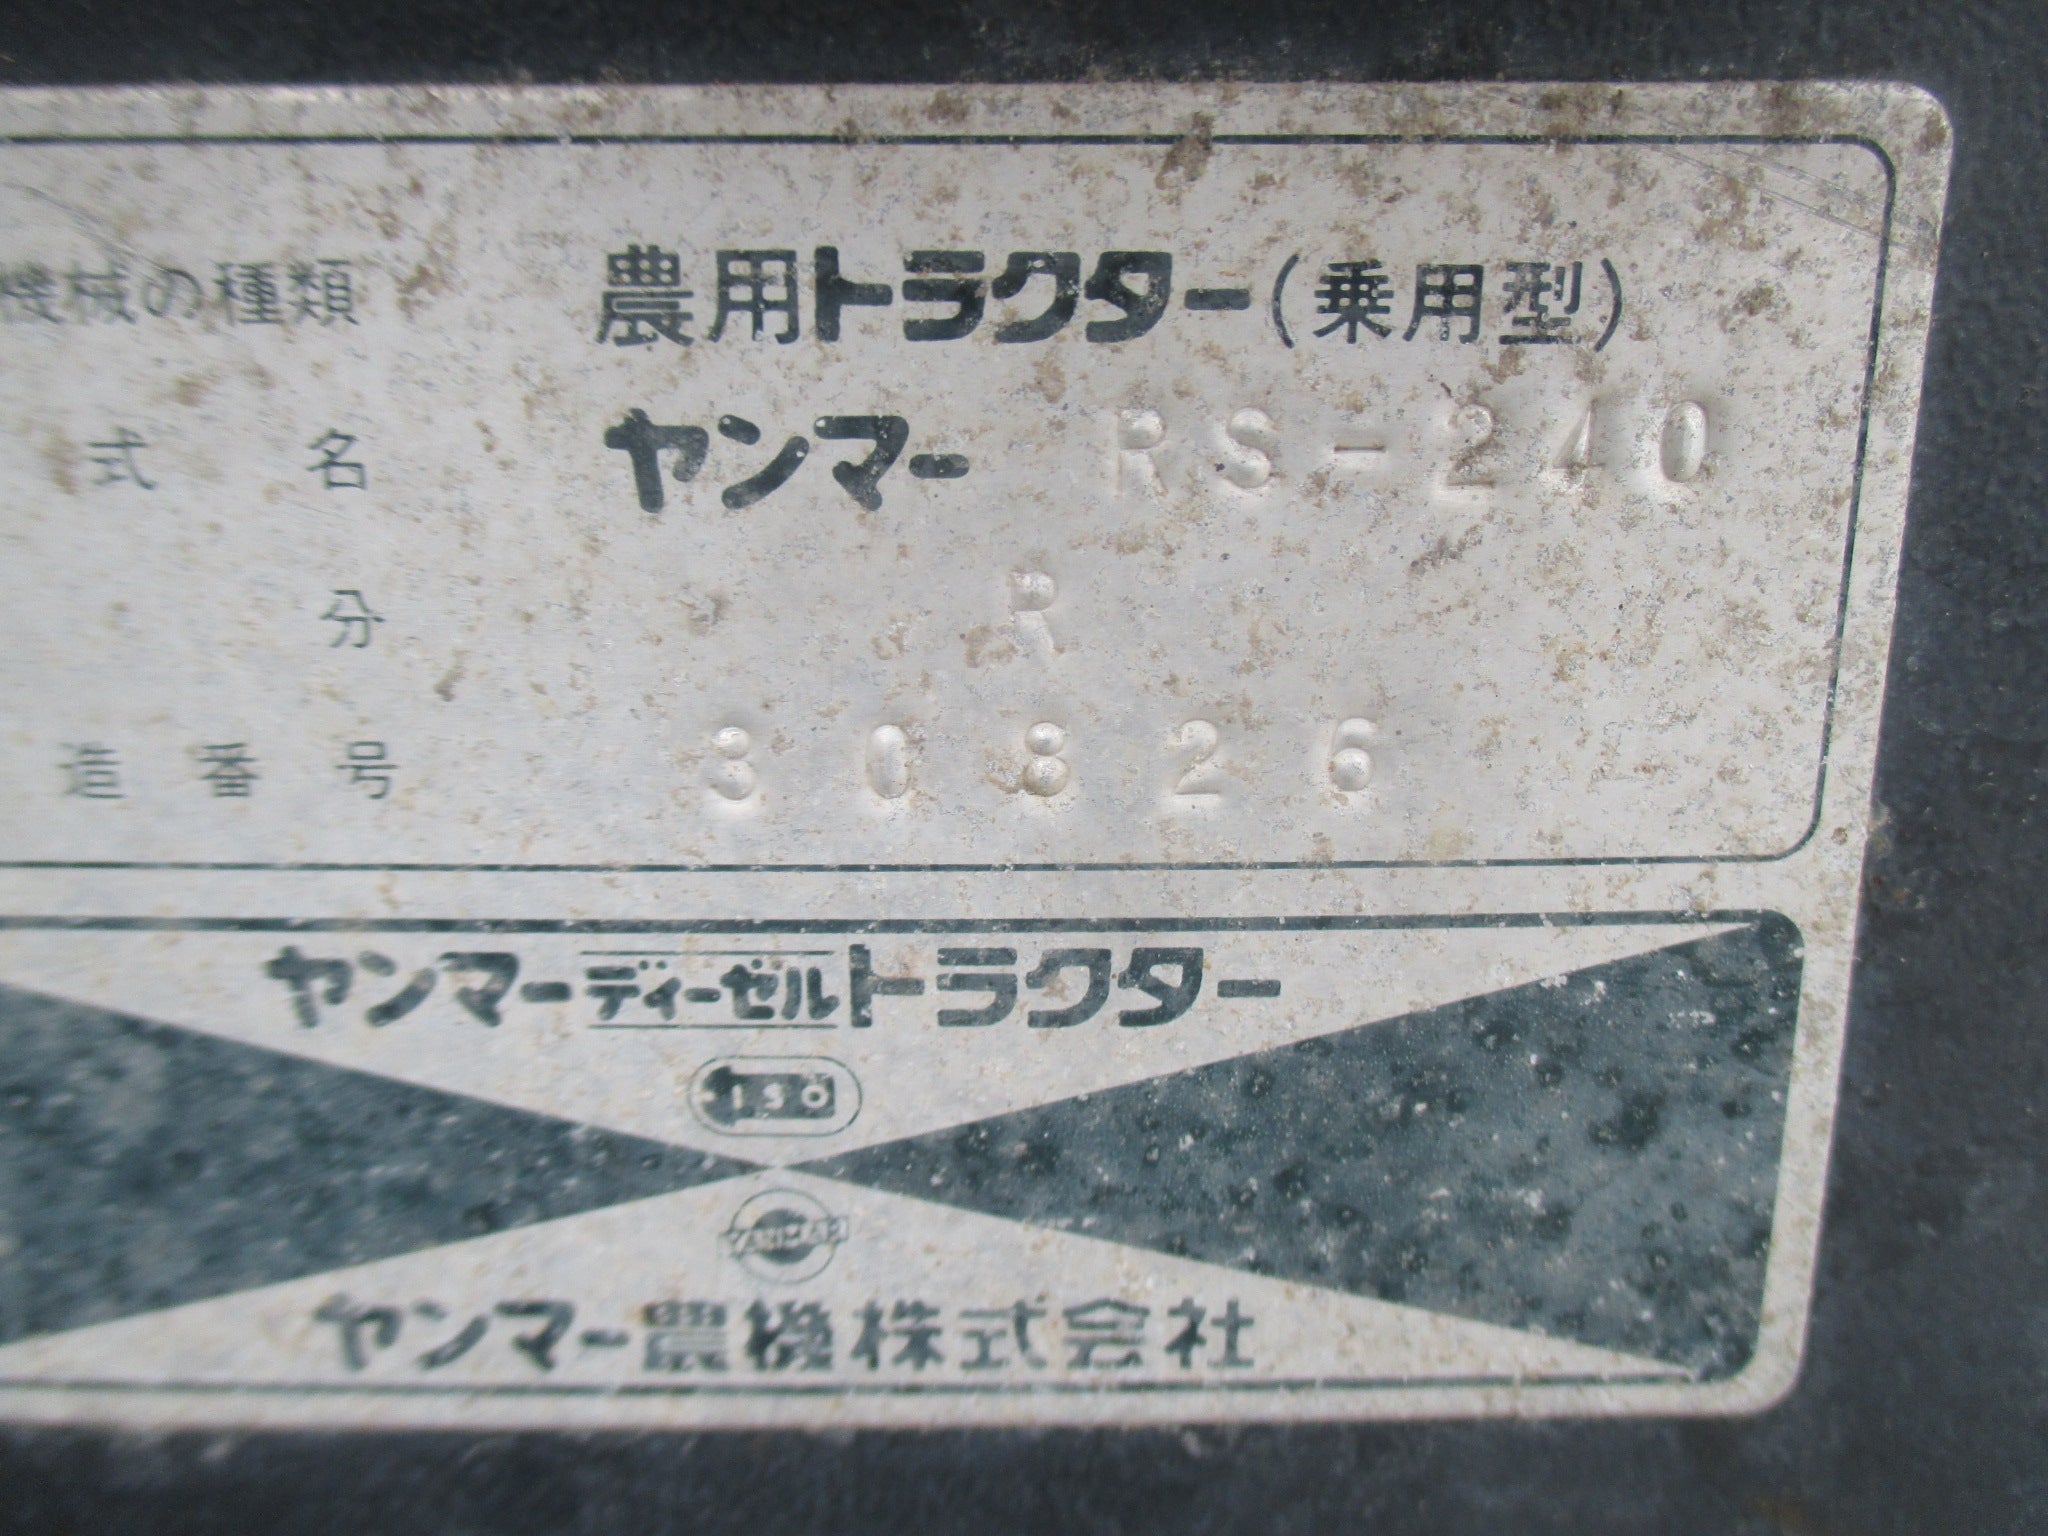 機械の種類 農用トラクター(乗用型)
式名 ヤンマー RS-240
分 R
造番号 30826
ヤンマーディーゼルトラクター
YANMAR
ヤンマー農機株式会社